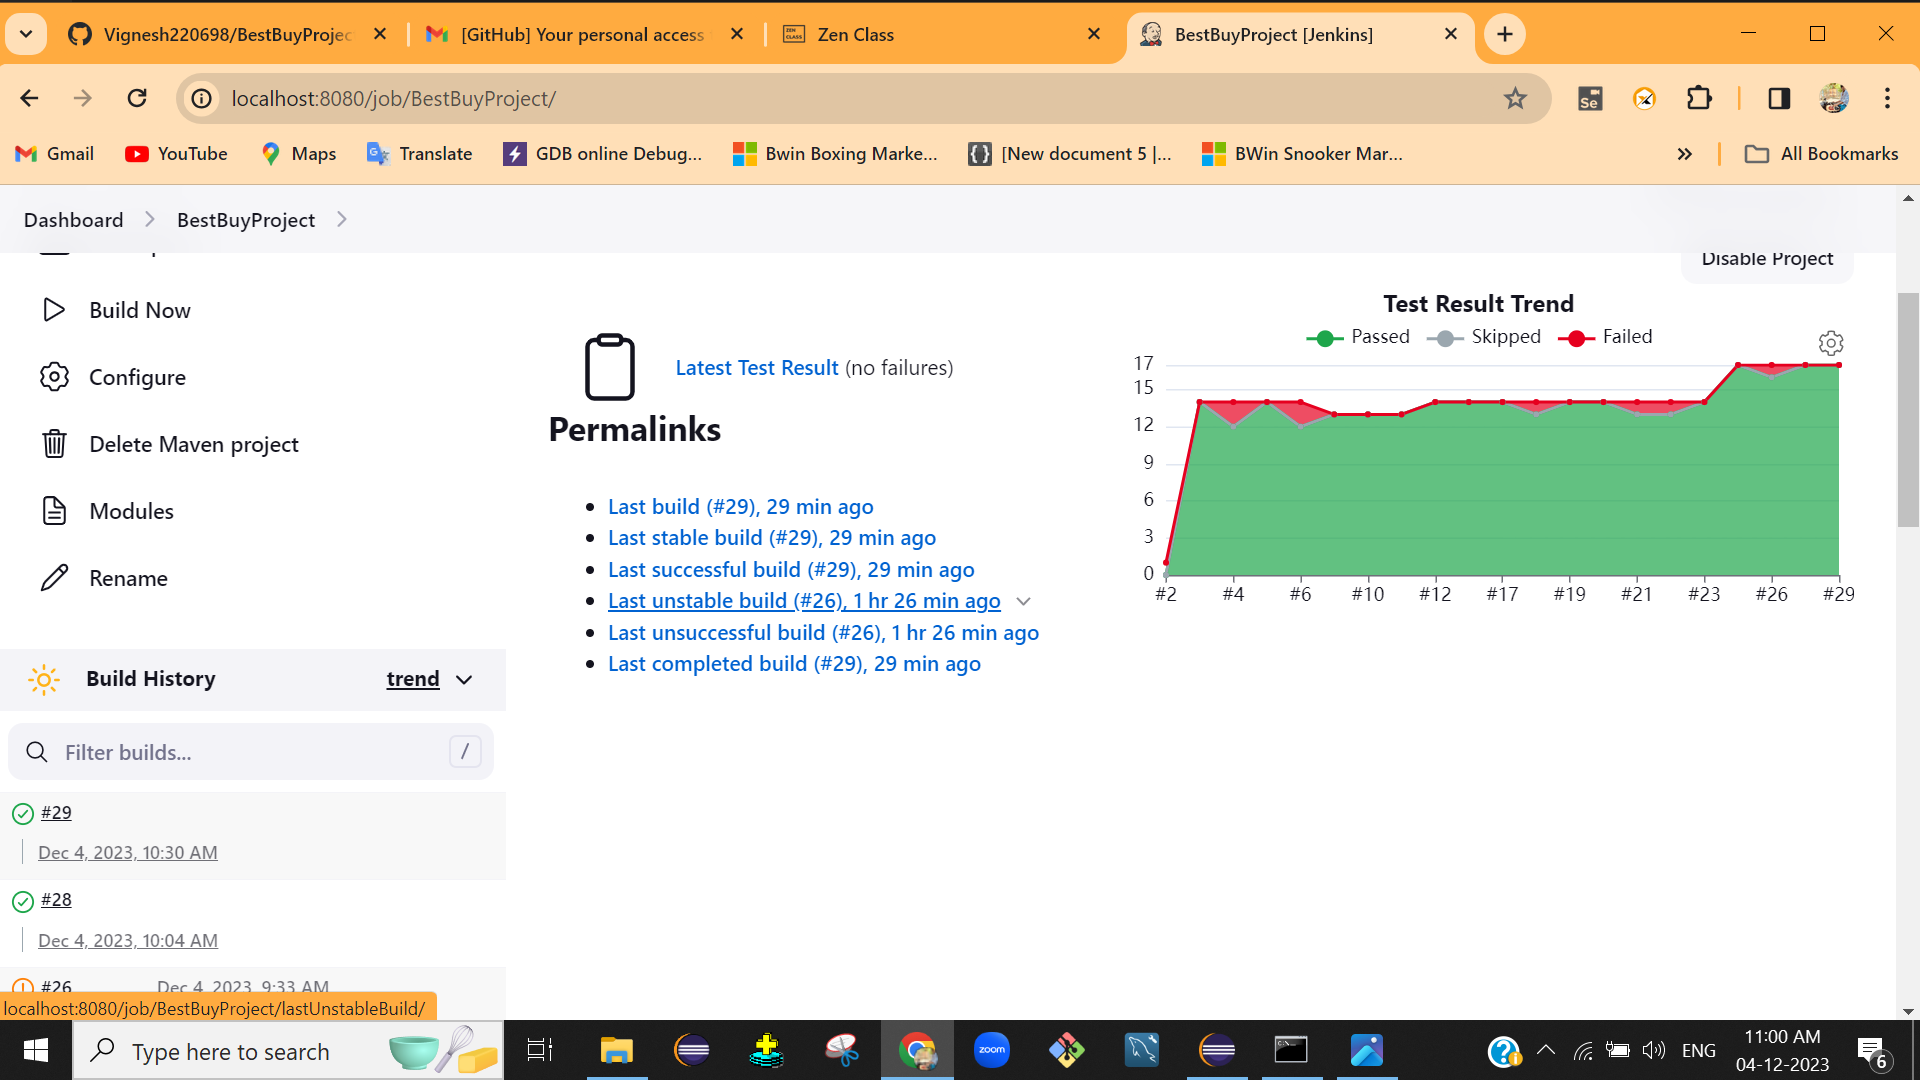 Vignesh220698/BestBuyProjec
[GitHub] Your personal access
Zen Class
BestBuyProject [Jenkins]
localhost:8080/job/BestBuyProject/
Gmail
YouTube
Maps
Translate
GDB online Debug...
Bwin Boxing Marke...
[New document 5 |...
BWin Snooker Mar...
All Bookmarks
Dashboard
BestBuyProject
Disable Project
Build Now
Configure
Delete Maven project
Modules
Rename
Build History
trend
Filter builds...
/
#29
Dec 4, 2023, 10:30 AM
#28
Dec 4, 2023, 10:04 AM
#26
Dec 4, 2023, 9:33 AM
localhost:8080/job/BestBuyProject/lastUnstableBuild/
Latest Test Result (no failures)
Permalinks
Last build (#29), 29 min ago
Last stable build (#29), 29 min ago
Last successful build (#29), 29 min ago
Last unstable build (#26), 1 hr 26 min ago
Last unsuccessful build (#26), 1 hr 26 min ago
Last completed build (#29), 29 min ago
Test Result Trend
Passed Skipped Failed
17
15
12
9
6
3
0
#2 #4 #6 #10 #12 #17 #19 #21 #23 #26 #29
Type here to search
zoom
ENG
11:00 AM
04-12-2023
6